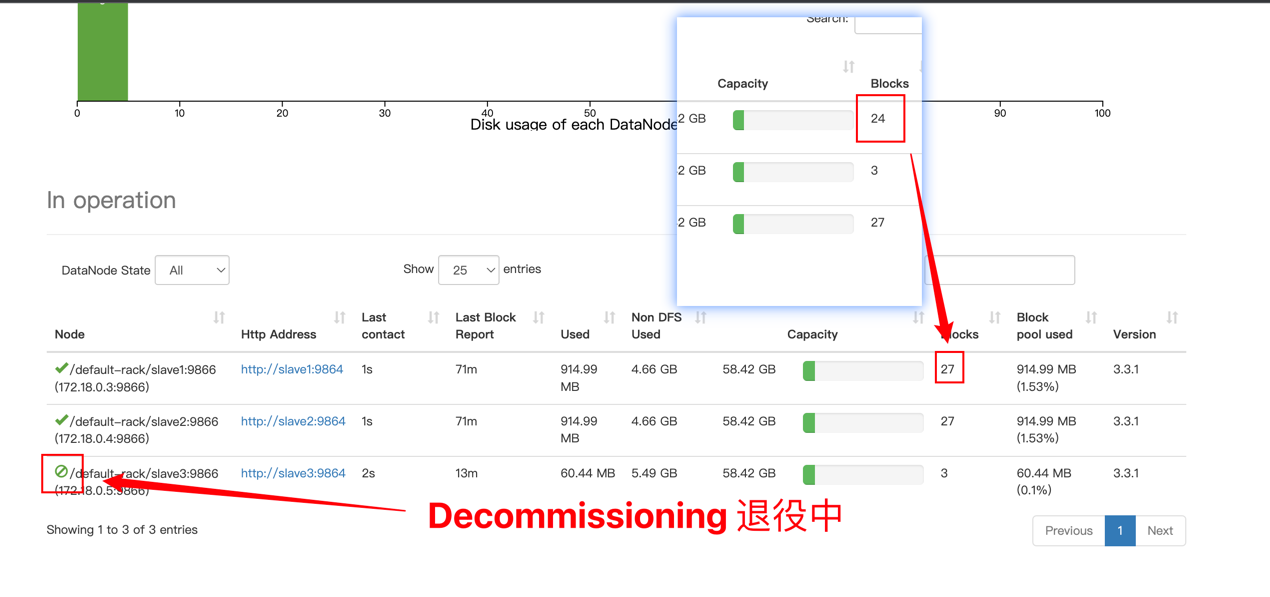 0 10 20 30 40 50 90 100
Disk usage of each DataNode
Search:
Capacity Blocks
2 GB 24
2 GB 3
2 GB 27
In operation
DataNode State All Show 25 entries
Node Http Address Last contact Last Block Report Used Non DFS Used Capacity locks Block pool used Version
/default-rack/slave1:9866 http://slave1:9864 1s 71m 914.99 4.66 GB 58.42 GB 27 914.99 MB 3.3.1
(172.18.0.3:9866) MB (1.53%)
/default-rack/slave2:9866 http://slave2:9864 1s 71m 914.99 4.66 GB 58.42 GB 27 914.99 MB 3.3.1
(172.18.0.4:9866) MB (1.53%)
/default-rack/slave3:9866 http://slave3:9864 2s 13m 60.44 MB 5.49 GB 58.42 GB 3 60.44 MB 3.3.1
(172.18.0.5:9866) (0.1%)
Decommissioning 退役中
Showing 1 to 3 of 3 entries
Previous 1 Next